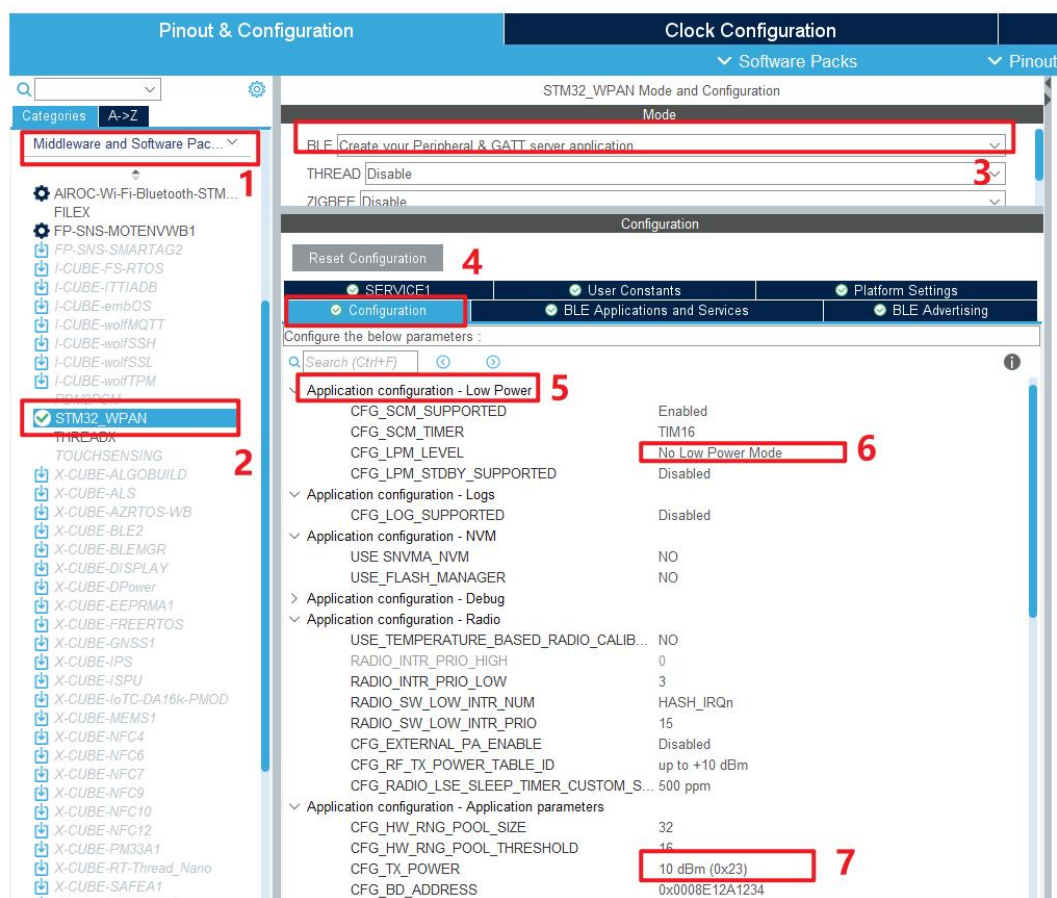 Pinout & Configuration
Clock Configuration
Software Packs
Pinout
Categories
A->Z
Middleware and Software Pac...
1
AIROC-Wi-Fi-Bluetooth-STM...
FILEX
FP-SNS-MOTENVWB1
FP-SNS-SMARTAG2
I-CUBE-FS-RTOS
I-CUBE-ITTIADB
I-CUBE-embOS
I-CUBE-wolfMQTT
I-CUBE-wolfSSH
I-CUBE-wolfSSL
I-CUBE-wolfTPM
PDM2PCM
STM32_WPAN
THREADX
2
TOUCHSENSING
X-CUBE-ALGOBUILD
X-CUBE-ALS
X-CUBE-AZRTOS-WB
X-CUBE-BLE2
X-CUBE-BLEMGR
X-CUBE-DISPLAY
X-CUBE-DPower
X-CUBE-EEPRMA1
X-CUBE-FREERTOS
X-CUBE-GNSS1
X-CUBE-IPS
X-CUBE-ISPU
X-CUBE-IoTC-DA16k-PMOD
X-CUBE-MEMS1
X-CUBE-NFC4
X-CUBE-NFC6
X-CUBE-NFC7
X-CUBE-NFC9
X-CUBE-NFC10
X-CUBE-NFC12
X-CUBE-PM33A1
X-CUBE-RT-Thread_Nano
X-CUBE-SAFEA1
STM32_WPAN Mode and Configuration
Mode
BLE Create your Peripheral & GATT server application
3
THREAD Disable
ZIGBEE Disable
Configuration
Reset Configuration
4
SERVICE1
User Constants
Platform Settings
Configuration
BLE Applications and Services
BLE Advertising
Configure the below parameters :
Search (Ctrl+F)
Application configuration - Low Power
5
CFG_SCM_SUPPORTED Enabled
CFG_SCM_TIMER TIM16
CFG_LPM_LEVEL No Low Power Mode
6
CFG_LPM_STDBY_SUPPORTED Disabled
Application configuration - Logs
CFG_LOG_SUPPORTED Disabled
Application configuration - NVM
USE SNVMA_NVM NO
USE_FLASH_MANAGER NO
Application configuration - Debug
Application configuration - Radio
USE_TEMPERATURE_BASED_RADIO_CALIB... NO
RADIO_INTR_PRIO_HIGH 0
RADIO_INTR_PRIO_LOW 3
RADIO_SW_LOW_INTR_NUM HASH_IRQn
RADIO_SW_LOW_INTR_PRIO 15
CFG_EXTERNAL_PA_ENABLE Disabled
CFG_RF_TX_POWER_TABLE_ID up to +10 dBm
CFG_RADIO_LSE_SLEEP_TIMER_CUSTOM_S... 500 ppm
Application configuration - Application parameters
CFG_HW_RNG_POOL_SIZE 32
CFG_HW_RNG_POOL_THRESHOLD 16
CFG_TX_POWER 10 dBm (0x23)
7
CFG_BD_ADDRESS 0x0008E12A1234